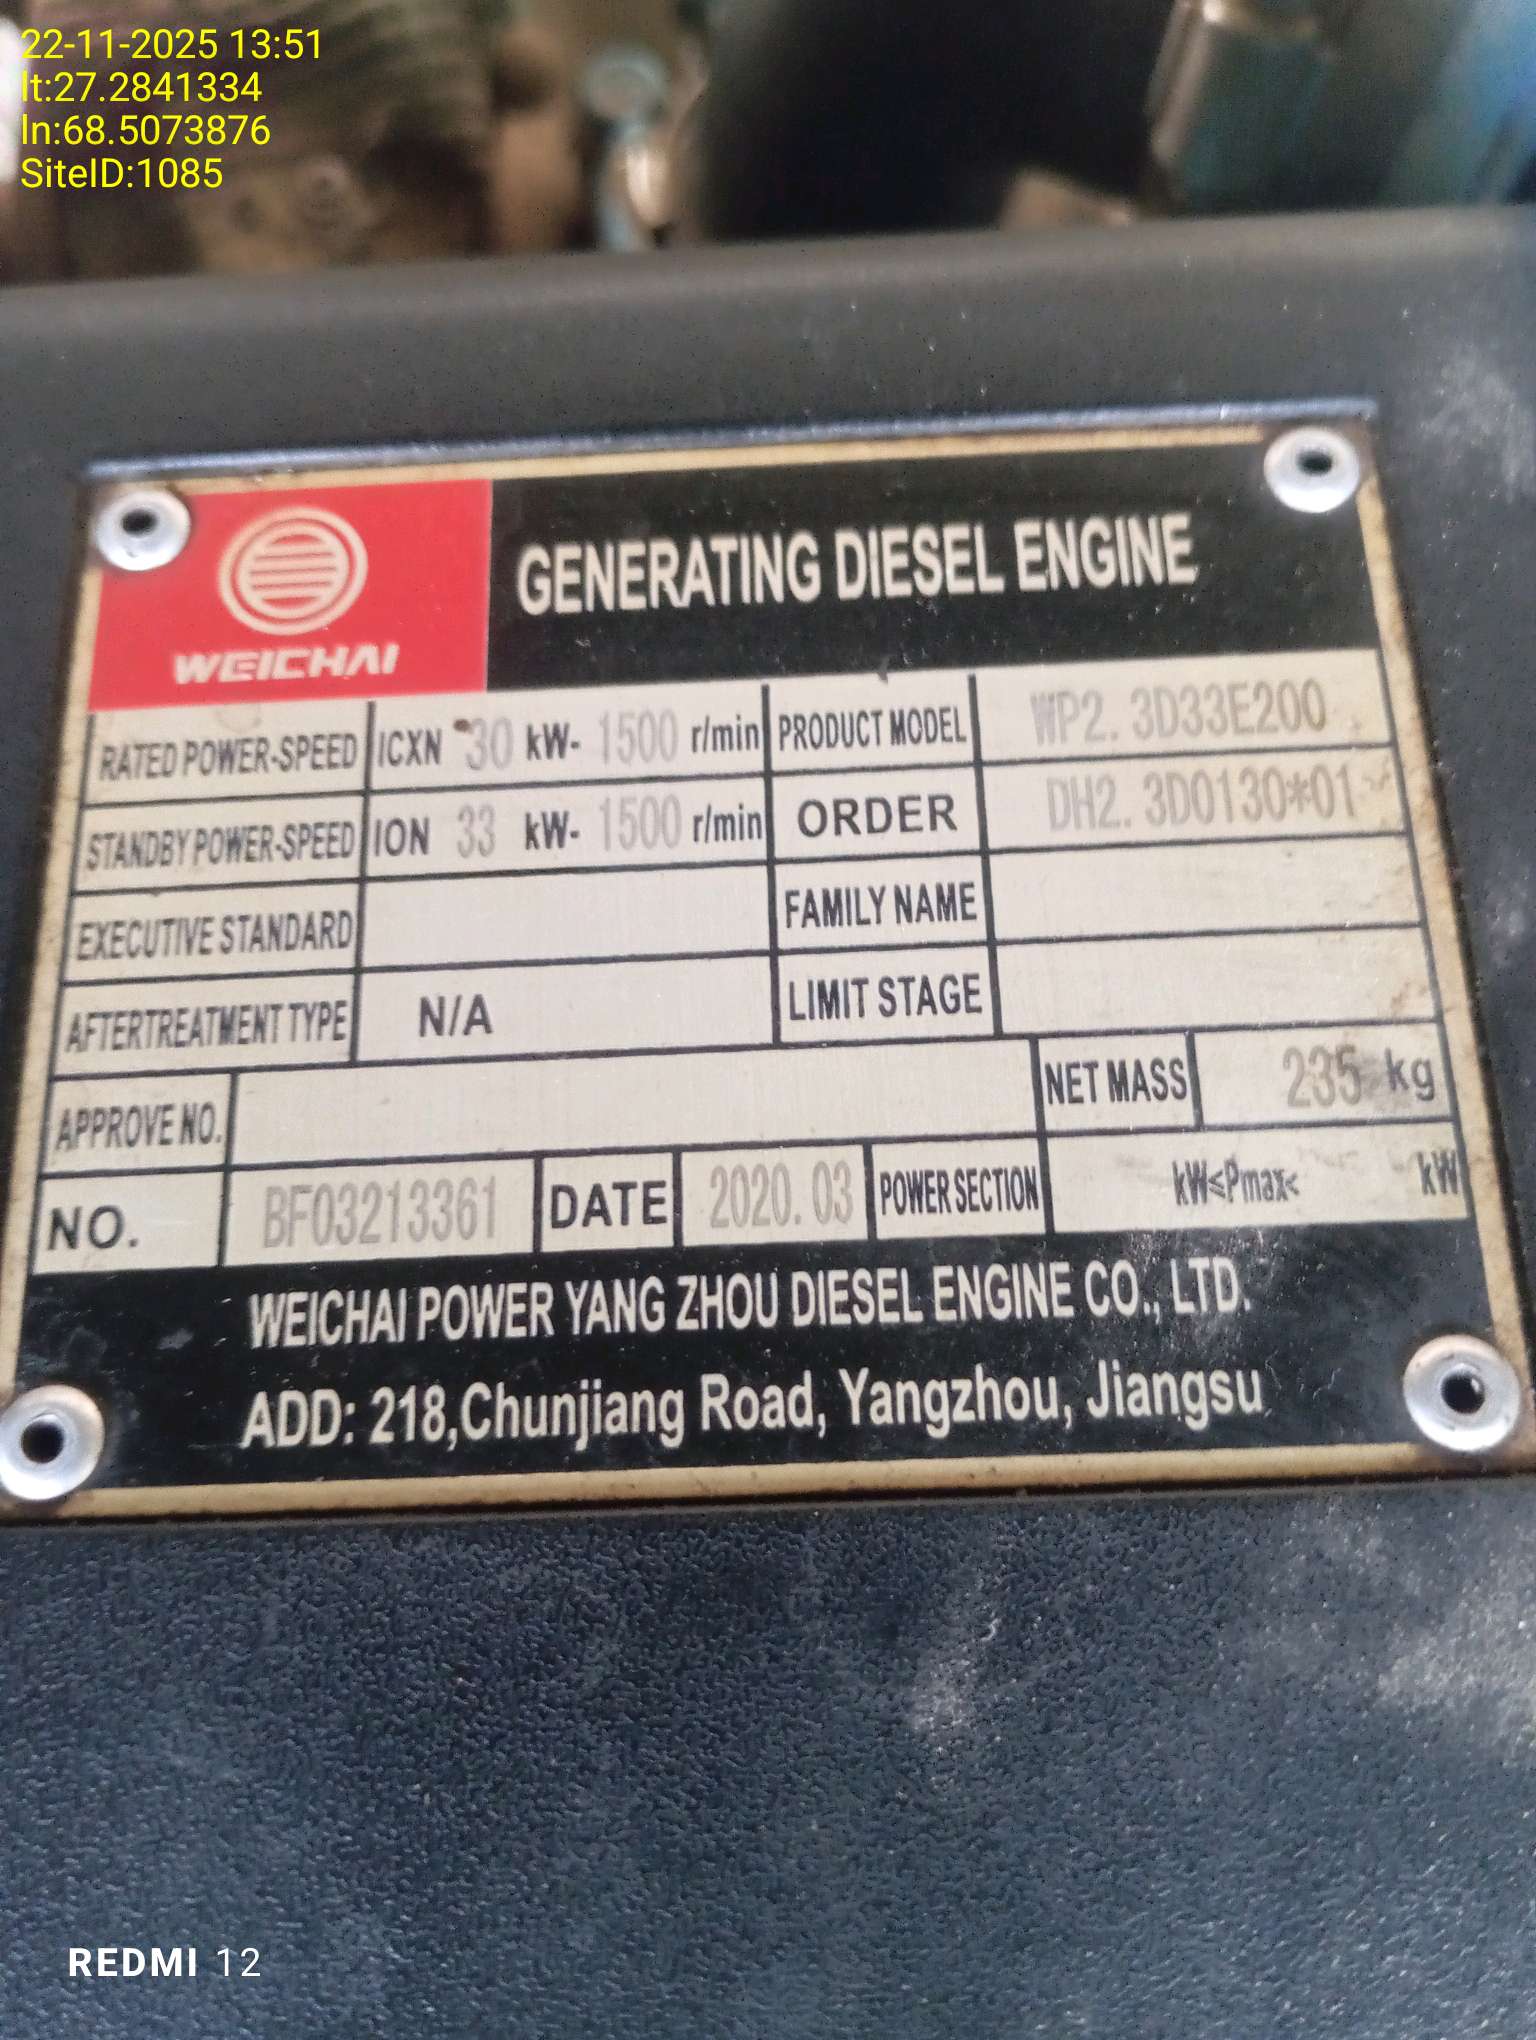 22-11-2025 13:51
lt:27.2841334
ln:68.5073876
SiteID:1085
WEICHAI
GENERATING DIESEL ENGINE
RATED POWER-SPEED ICXN 30 kW- 1500 r/min PRODUCT MODEL WP2.3D33E200
STANDBY POWER-SPEED ION 33 kW- 1500 r/min ORDER DH2.3D0130*01
EXECUTIVE STANDARD FAMILY NAME
AFTERTREATMENT TYPE N/A LIMIT STAGE
APPROVE NO. NET MASS 235 kg
NO. BF03213361 DATE 2020.03 POWER SECTION kW≤Pmax< kW
WEICHAI POWER YANG ZHOU DIESEL ENGINE CO., LTD.
ADD: 218,Chunjiang Road, Yangzhou, Jiangsu
REDMI 12